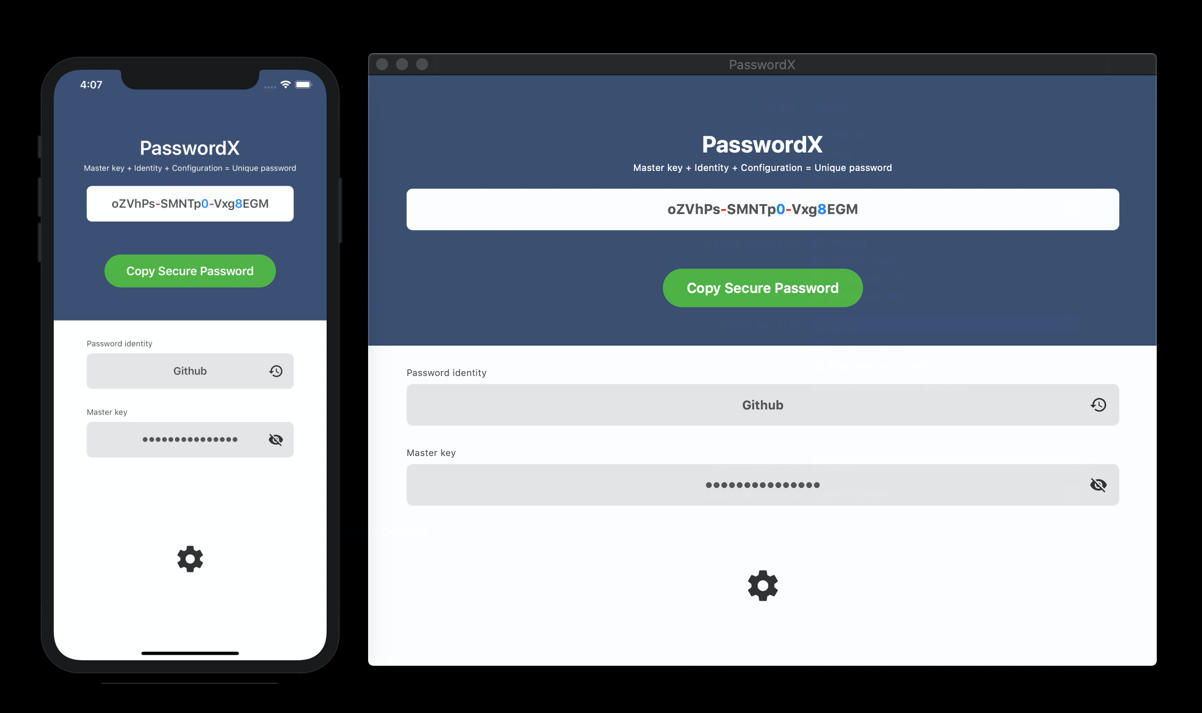 4:07
PasswordX
Master key + Identity + Configuration = Unique password
oZVhPs-SMNTp0-Vxg8EGM
Copy Secure Password
Password identity
Github
Master key
•••••••••••••••
PasswordX
PasswordX
Master key + Identity + Configuration = Unique password
oZVhPs-SMNTp0-Vxg8EGM
Copy Secure Password
Password identity
Github
Master key
•••••••••••••••